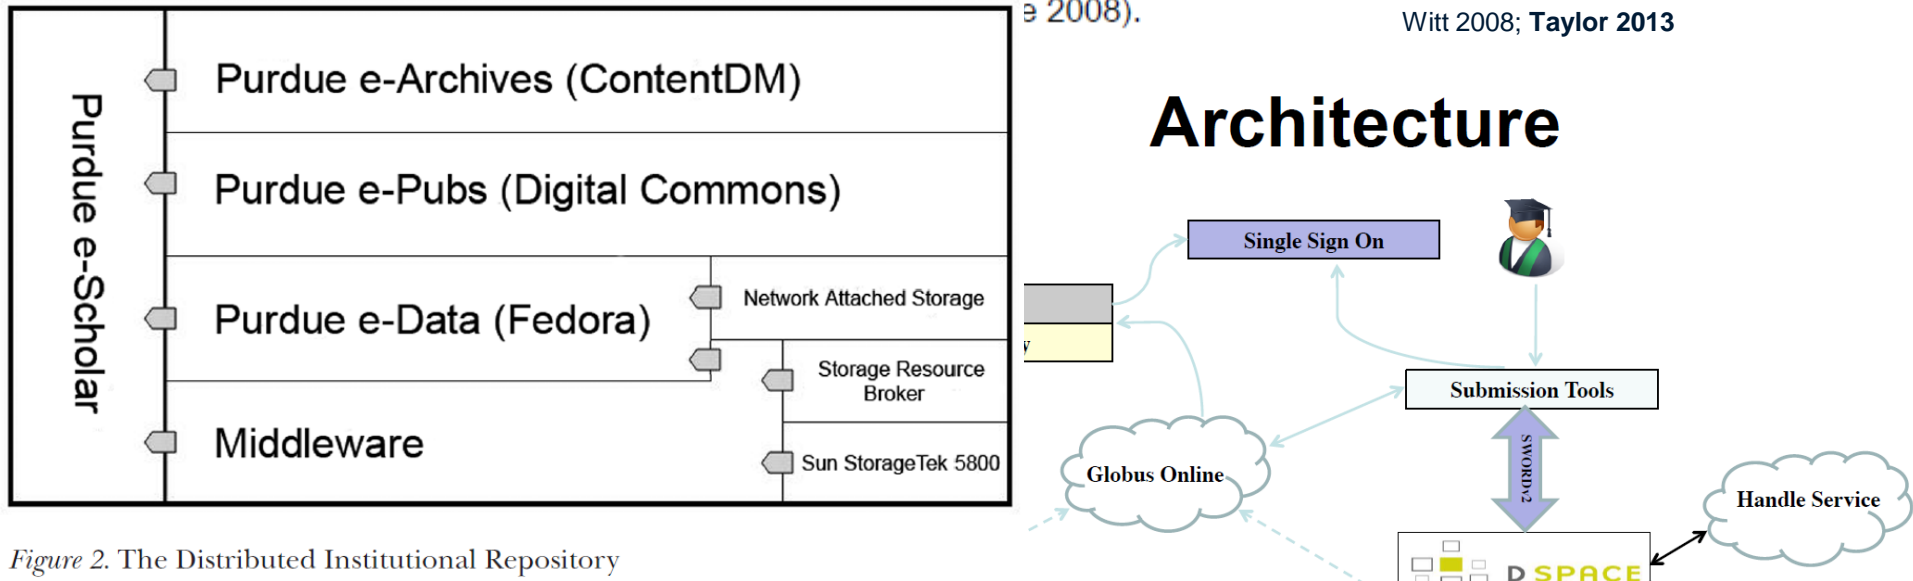 Purdue e-Scholar
Purdue e-Archives (ContentDM)
Purdue e-Pubs (Digital Commons)
Purdue e-Data (Fedora)
Network Attached Storage
Storage Resource
Broker
Middleware
Sun StorageTek 5800
Figure 2. The Distributed Institutional Repository
e 2008).
Witt 2008; Taylor 2013
Architecture
Single Sign On
y
Submission Tools
SWORDv2
Globus Online
Handle Service
DSPACE